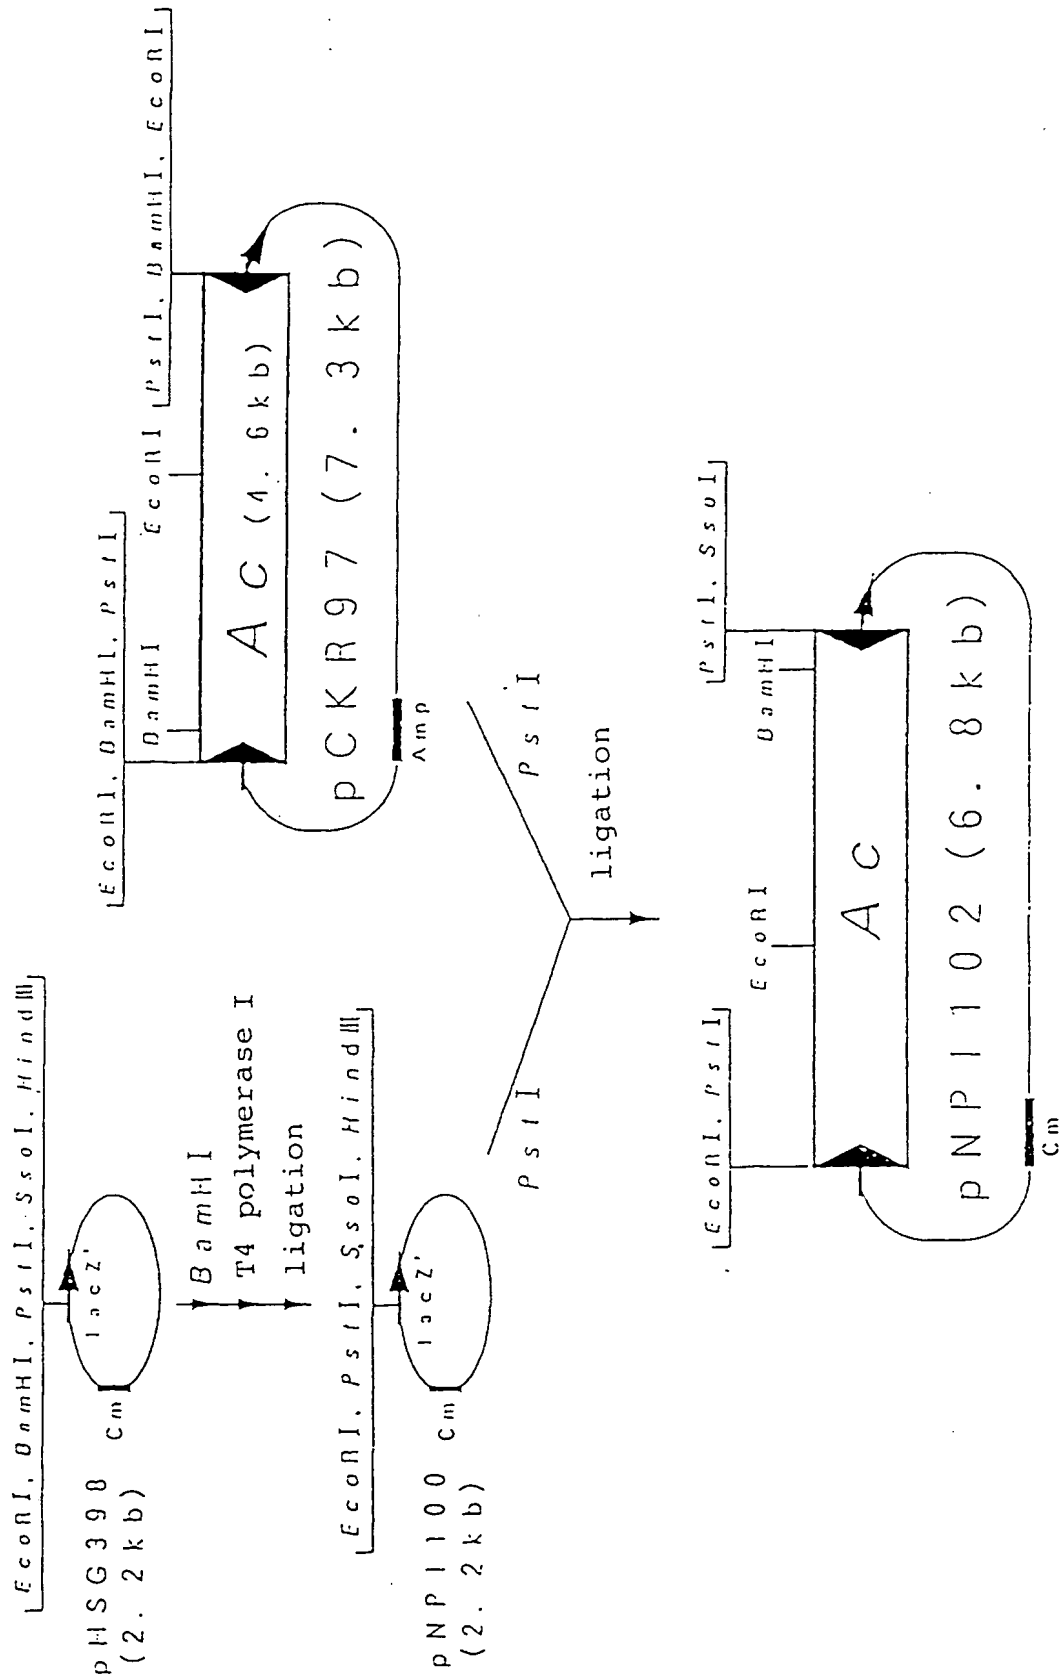 EcoRI, BamHI, PstI, SsoI, HindIII
lacZ'
Cm
pHSG398
(2. 2kb)
BamHI
T4 polymerase I
ligation
EcoRI, PstI, SsoI, HindIII
lacZ'
Cm
pNPI100
(2. 2kb)
EcoRI, BamHI, PstI
BamHI
EcoRI
PstI, BamHI, EcoRI
Ac (4. 6kb)
pCKR97 (7. 3kb)
Amp
PstI
PstI
ligation
EcoRI, PstI
EcoRI
BamHI
PstI, SsoI
Ac
pNPI102 (6. 8kb)
Cm